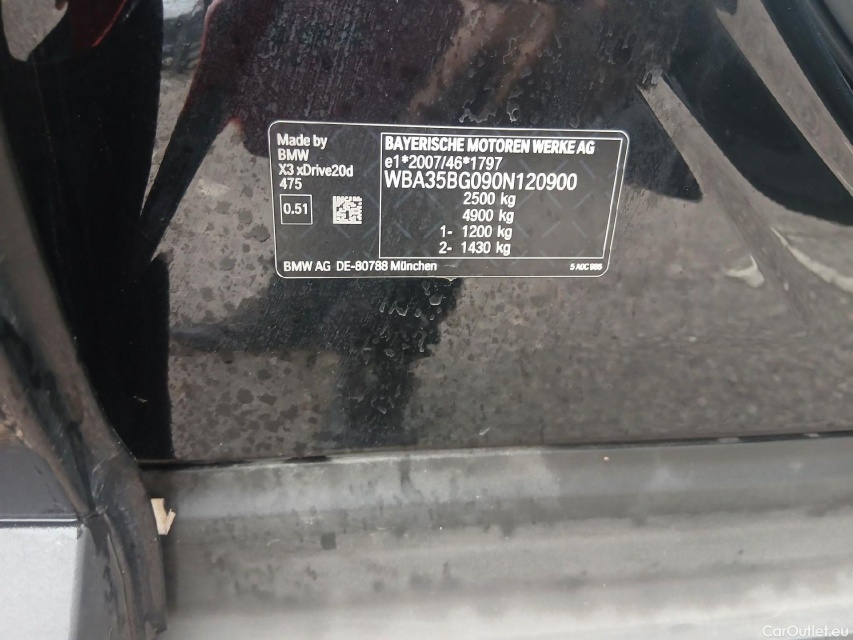 Made by
BMW
X3 xDrive20d
475
0.51
BAYERISCHE MOTOREN WERKE AG
e1*2007/46*1797
WBA35BG090N120900
2500 kg
4900 kg
1- 1200 kg
2- 1430 kg
BMW AG DE-80788 München
CarOutlet.eu